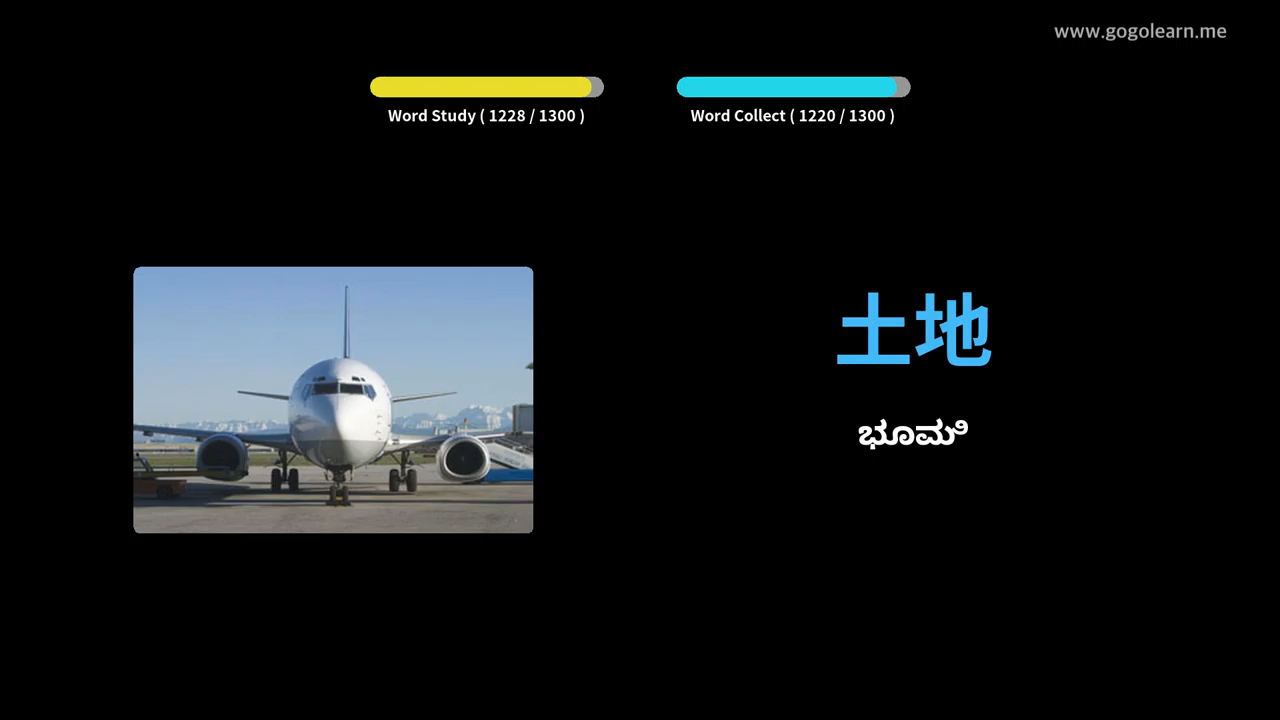 www.gogolearn.me
Word Study ( 1228 / 1300 )
Word Collect ( 1220 / 1300 )
土地
ಭೂಮಿ